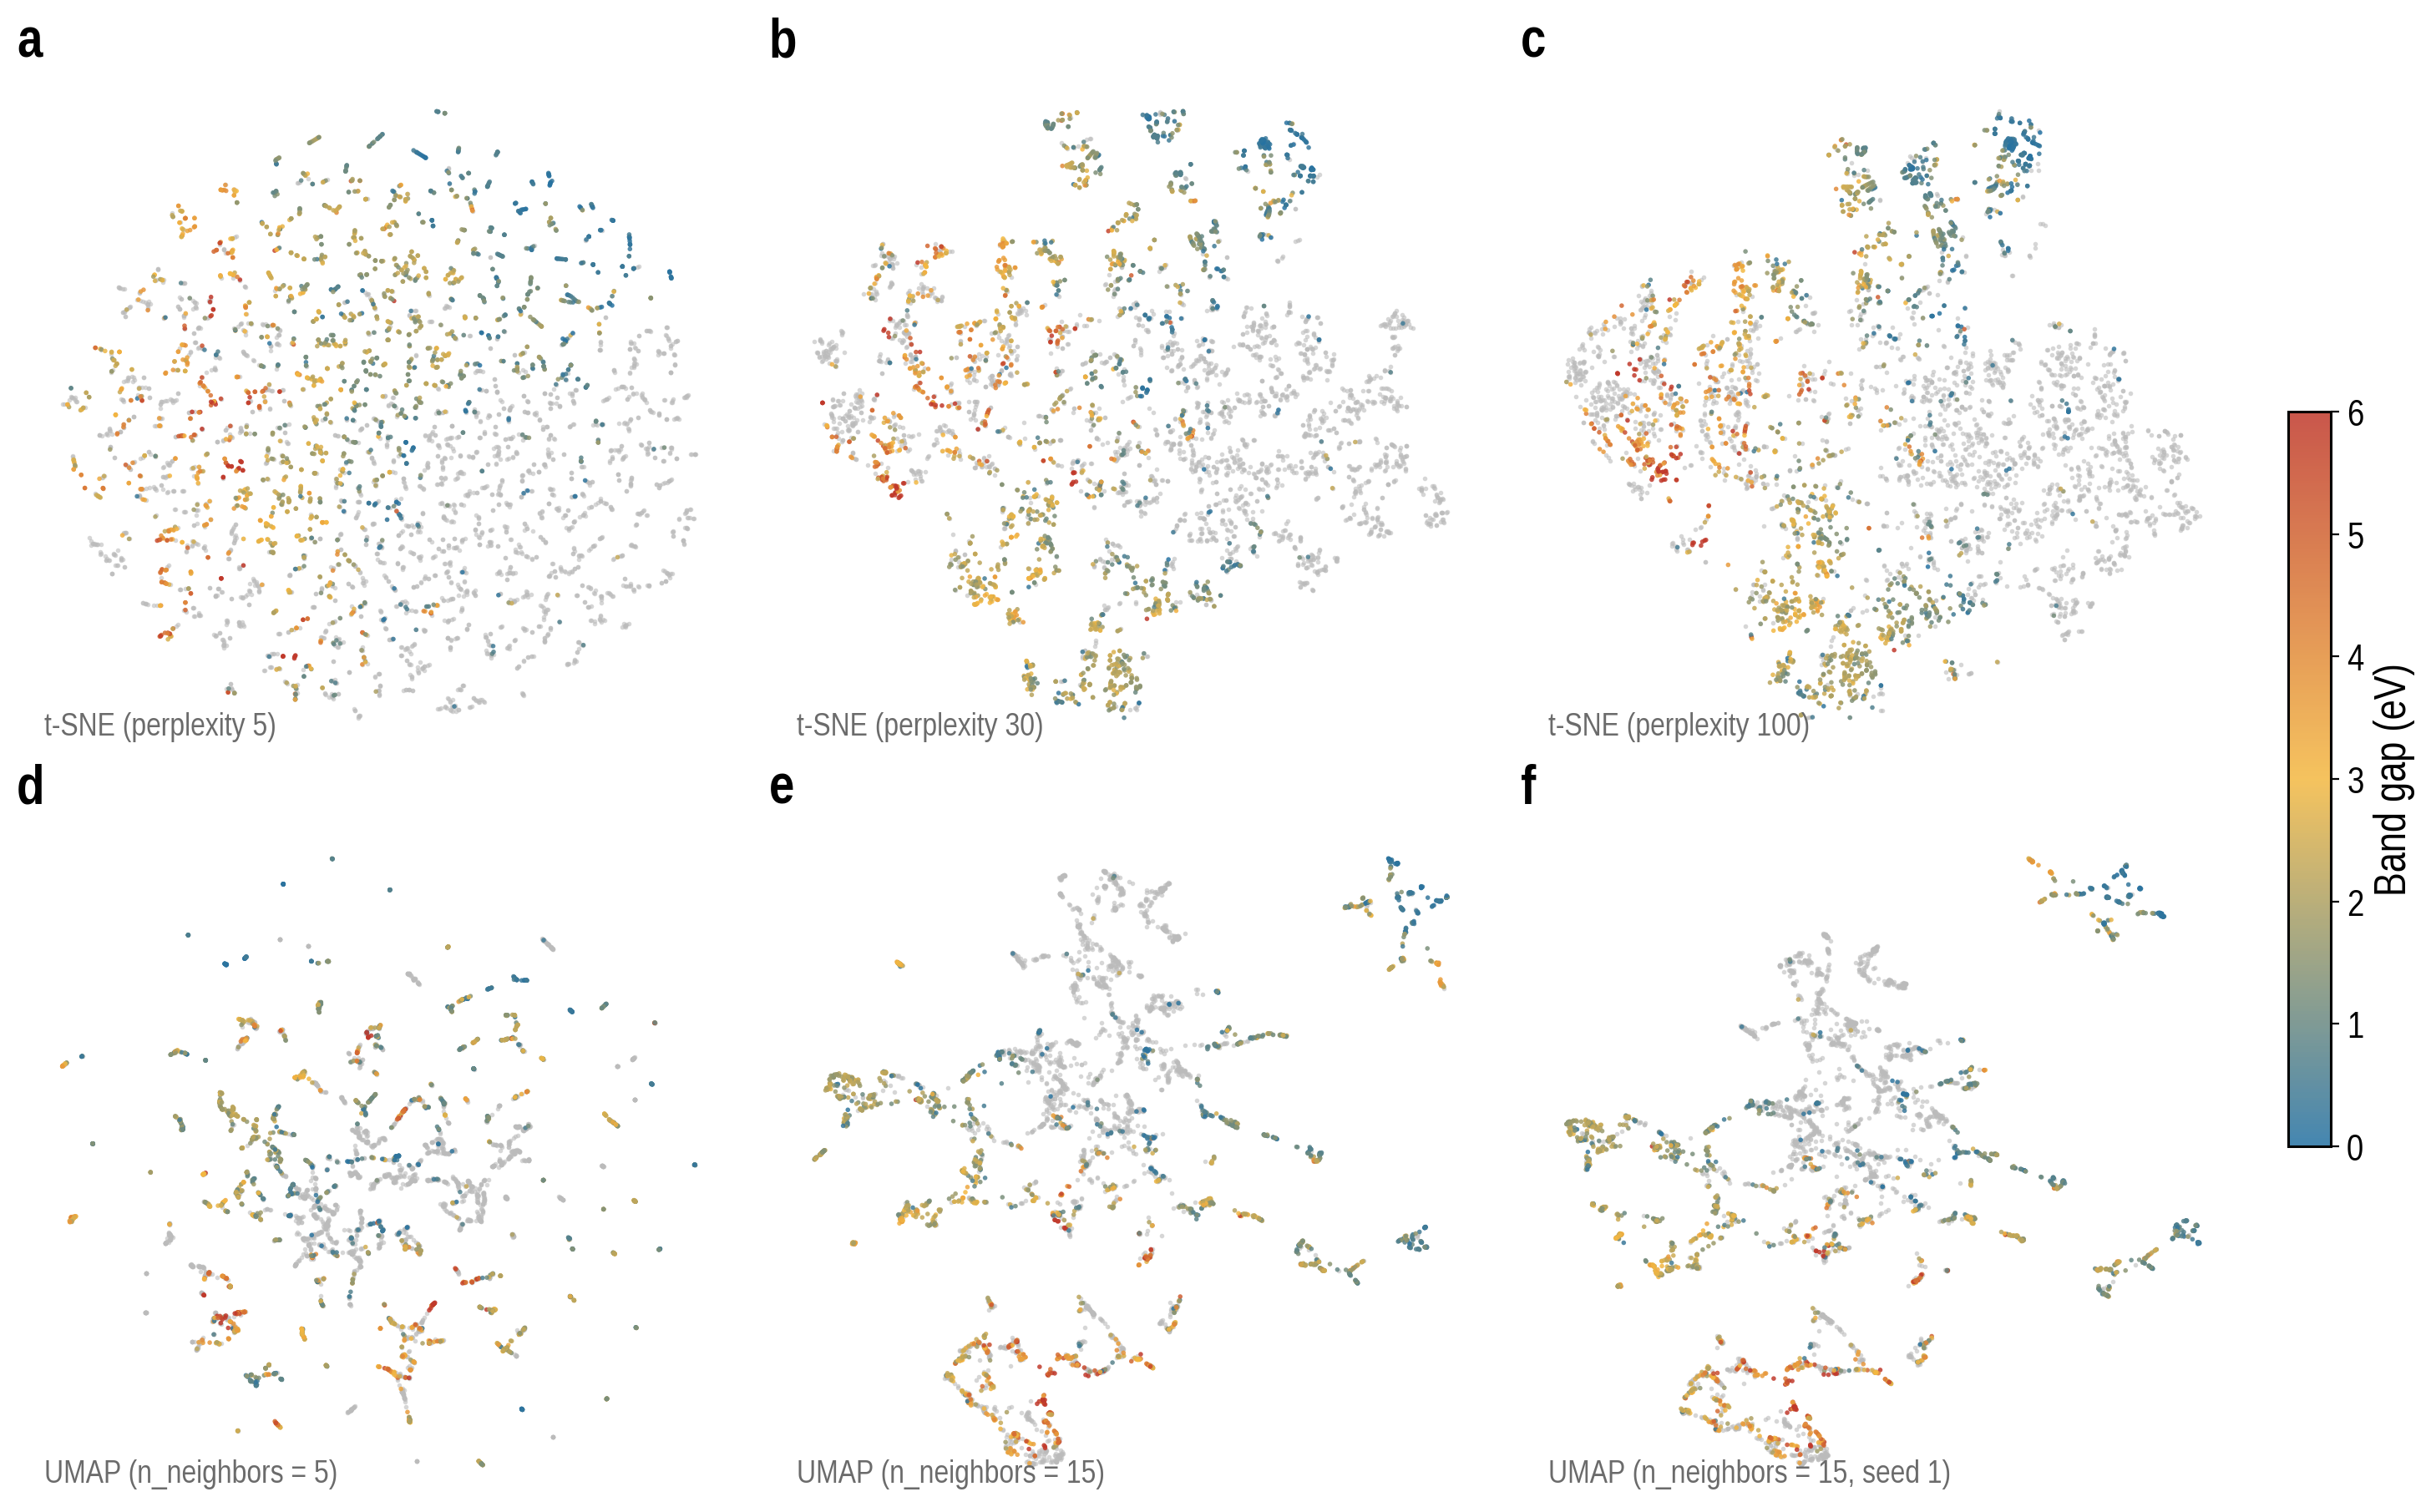 a
b
c
t-SNE (perplexity 5)
t-SNE (perplexity 30)
t-SNE (perplexity 100)
d
e
f
UMAP (n_neighbors = 5)
UMAP (n_neighbors = 15)
UMAP (n_neighbors = 15, seed 1)
6
5
4
3
2
1
0
Band gap (eV)